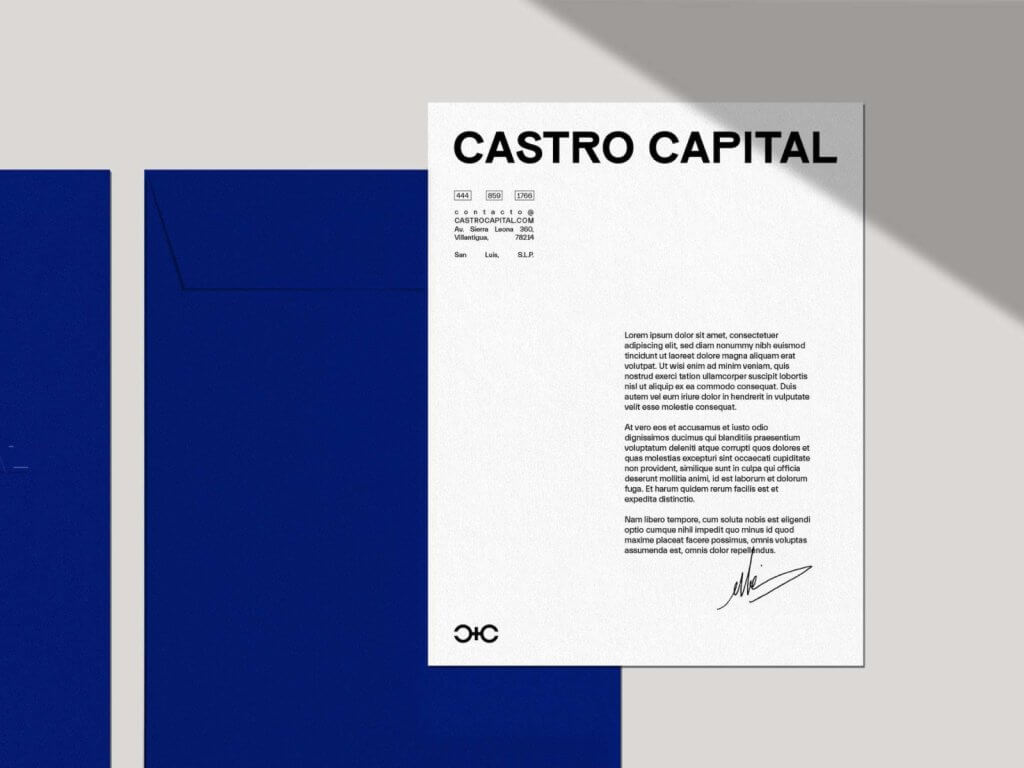 CASTRO CAPITAL
444 859 1766
contacto@
CASTROCAPITAL.COM
Av. Sierra Leona 360,
Villantigua, 78214
San Luis, S.L.P.
Lorem ipsum dolor sit amet, consectetuer
adipiscing elit, sed diam nonummy nibh euismod
tincidunt ut laoreet dolore magna aliquam erat
volutpat. Ut wisi enim ad minim veniam, quis
nostrud exerci tation ullamcorper suscipit lobortis
nisl ut aliquip ex ea commodo consequat. Duis
autem vel eum iriure dolor in hendrerit in vulputate
velit esse molestie consequat.
At vero eos et accusamus et iusto odio
dignissimos ducimus qui blanditiis praesentium
voluptatum deleniti atque corrupti quos dolores et
quas molestias excepturi sint occaecati cupiditate
non provident, similique sunt in culpa qui officia
deserunt mollitia animi, id est laborum et dolorum
fuga. Et harum quidem rerum facilis est et
expedita distinctio.
Nam libero tempore, cum soluta nobis est eligendi
optio cumque nihil impedit quo minus id quod
maxime placeat facere possimus, omnis voluptas
assumenda est, omnis dolor repellendus.